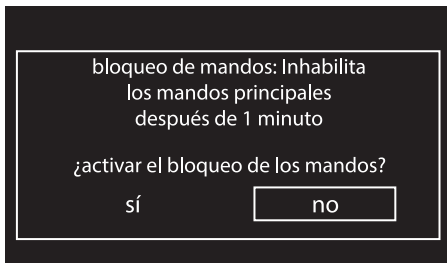 bloqueo de mandos: Inhabilita
los mandos principales
después de 1 minuto
¿activar el bloqueo de los mandos?
sí no